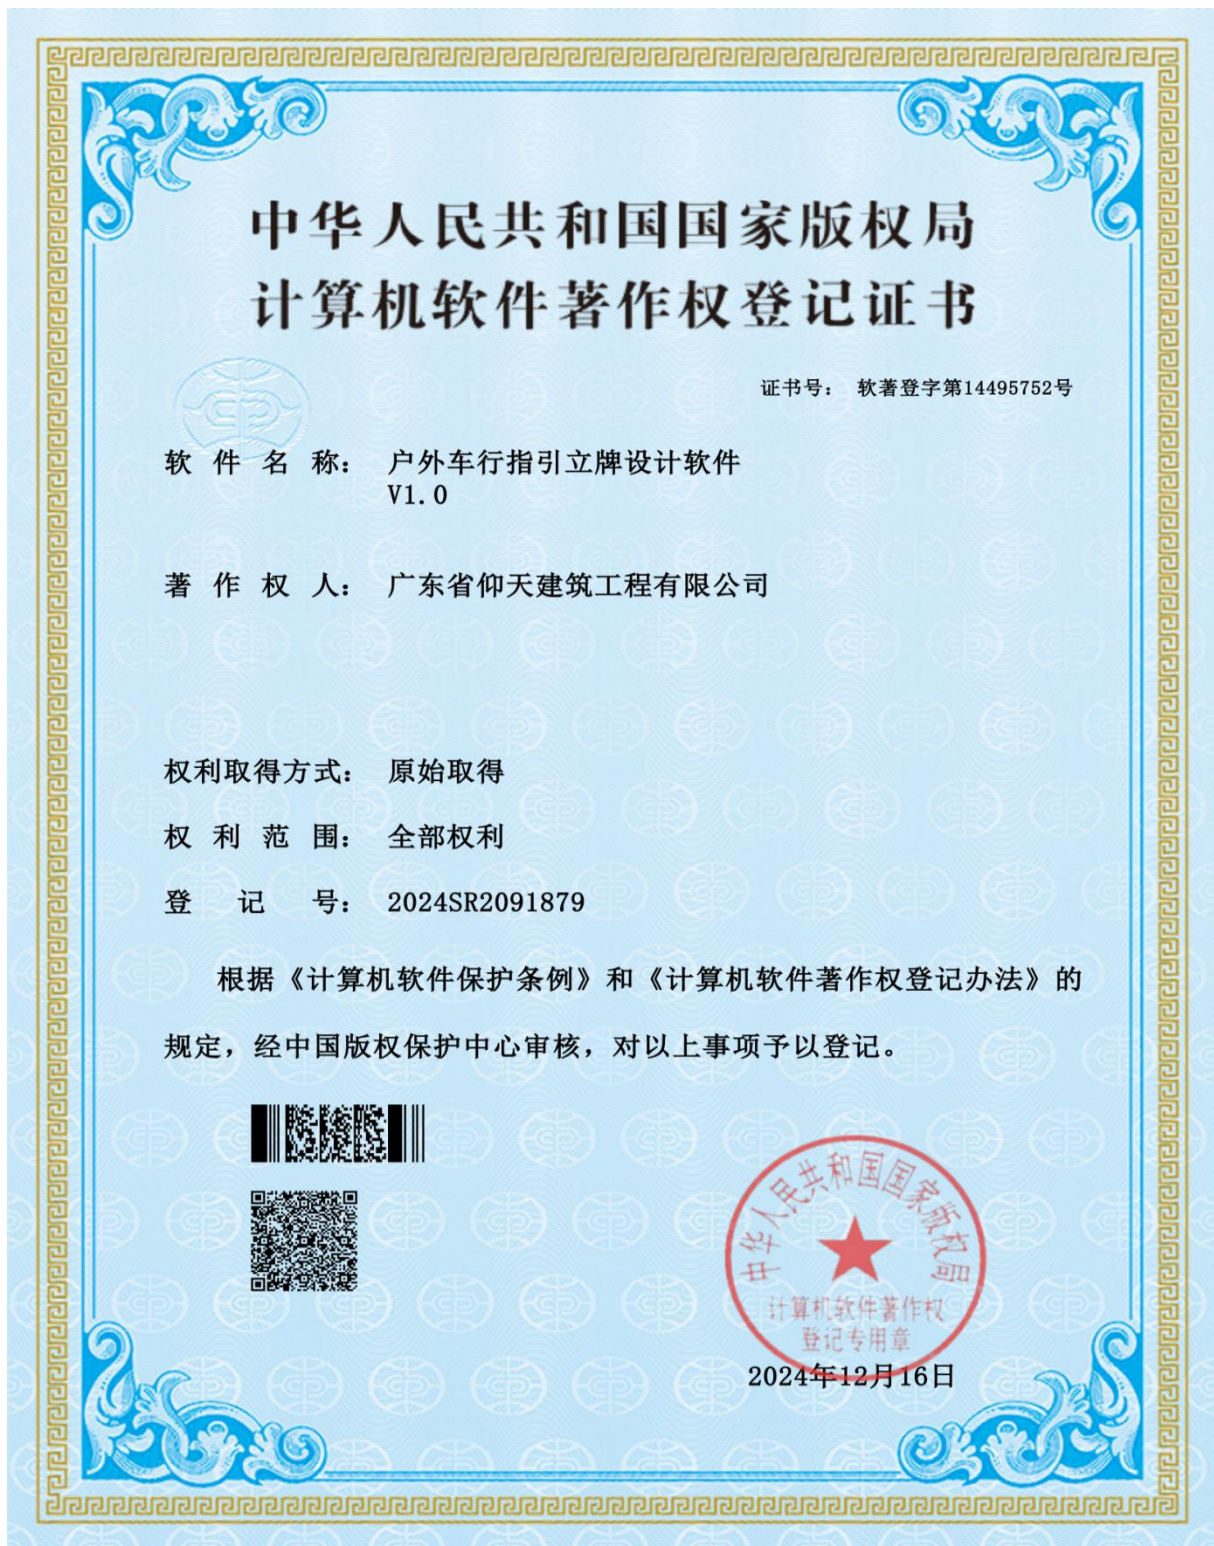 中华人民共和国国家版权局
计算机软件著作权登记证书
证书号： 软著登字第14495752号
软件名称： 户外车行指引立牌设计软件
V1.0
著作权人： 广东省仰天建筑工程有限公司
权利取得方式： 原始取得
权利范围： 全部权利
登记号： 2024SR2091879
根据《计算机软件保护条例》和《计算机软件著作权登记办法》的
规定，经中国版权保护中心审核，对以上事项予以登记。
中华人民共和国国家版权局
计算机软件著作权
登记专用章
2024年12月16日